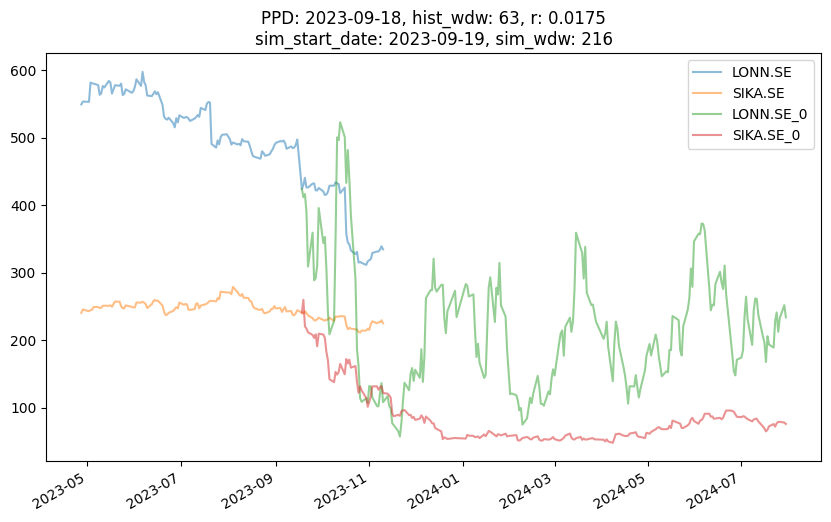 PPD: 2023-09-18, hist_wdw: 63, r: 0.0175
sim_start_date: 2023-09-19, sim_wdw: 216
600
500
400
300
200
100
LONN.SE
SIKA.SE
LONN.SE_0
SIKA.SE_0
2023-05
2023-07
2023-09
2023-11
2024-01
2024-03
2024-05
2024-07